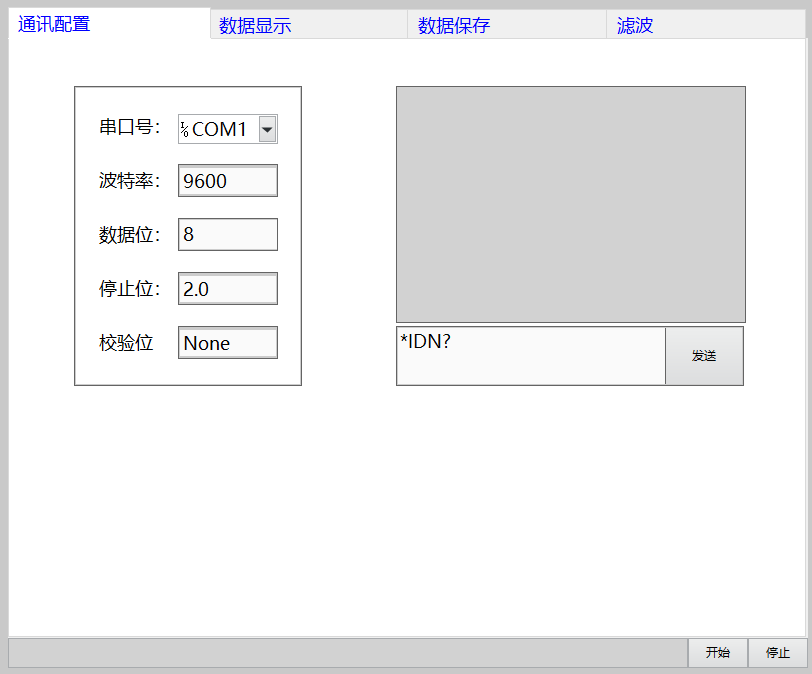 通讯配置 数据显示 数据保存 滤波
串口号： COM1
波特率： 9600
数据位： 8
停止位： 2.0
校验位 None
*IDN?
发送
开始 停止